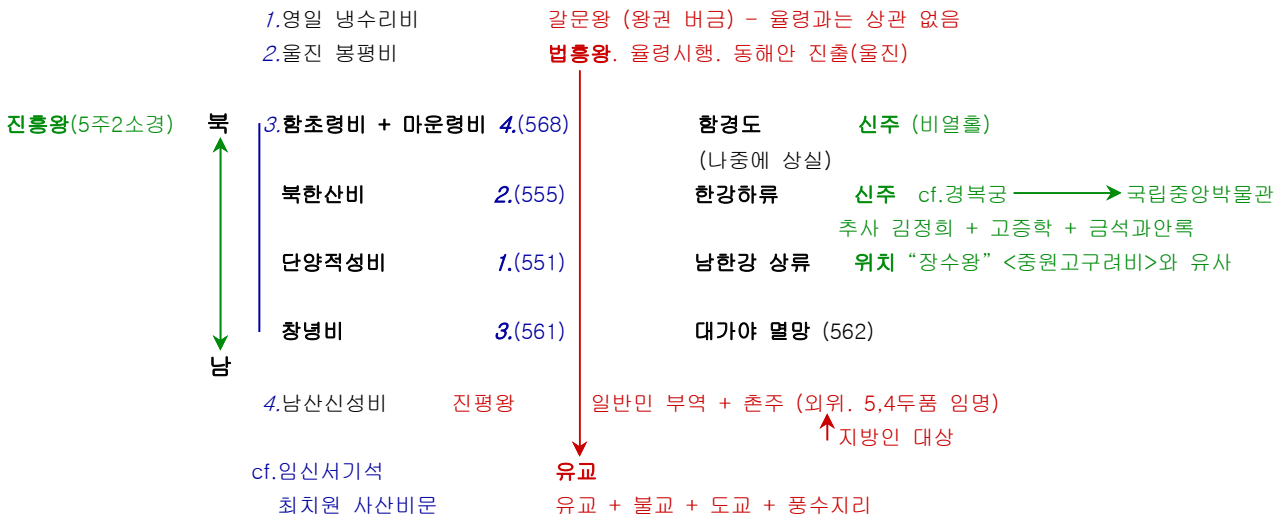 1.영일 냉수리비 갈문왕 (왕권 버금) - 율령과는 상관 없음
2.울진 봉평비 법흥왕. 율령시행. 동해안 진출(울진)
진흥왕(5주2소경) 북 3.함초령비 + 마운령비 4.(568) 함경도 신주 (비열홀)
(나중에 상실)
북한산비 2.(555) 한강하류 신주 cf.경복궁 국립중앙박물관
추사 김정희 + 고증학 + 금석과안록
단양적성비 1.(551) 남한강 상류 위치 “장수왕” <중원고구려비>와 유사
창녕비 3.(561) 대가야 멸망 (562)
남
4.남산신성비 진평왕 일반민 부역 + 촌주 (외위. 5,4두품 임명)
지방인 대상
cf.임신서기석 유교
최치원 사산비문 유교 + 불교 + 도교 + 풍수지리